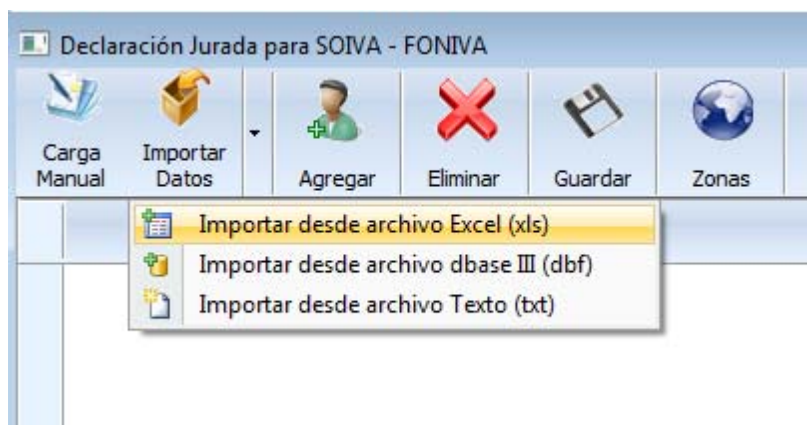 Declaración Jurada para SOIVA - FONIVA
Carga Manual
Importar Datos
Agregar
Eliminar
Guardar
Zonas
Importar desde archivo Excel (xls)
Importar desde archivo dbase III (dbf)
Importar desde archivo Texto (txt)